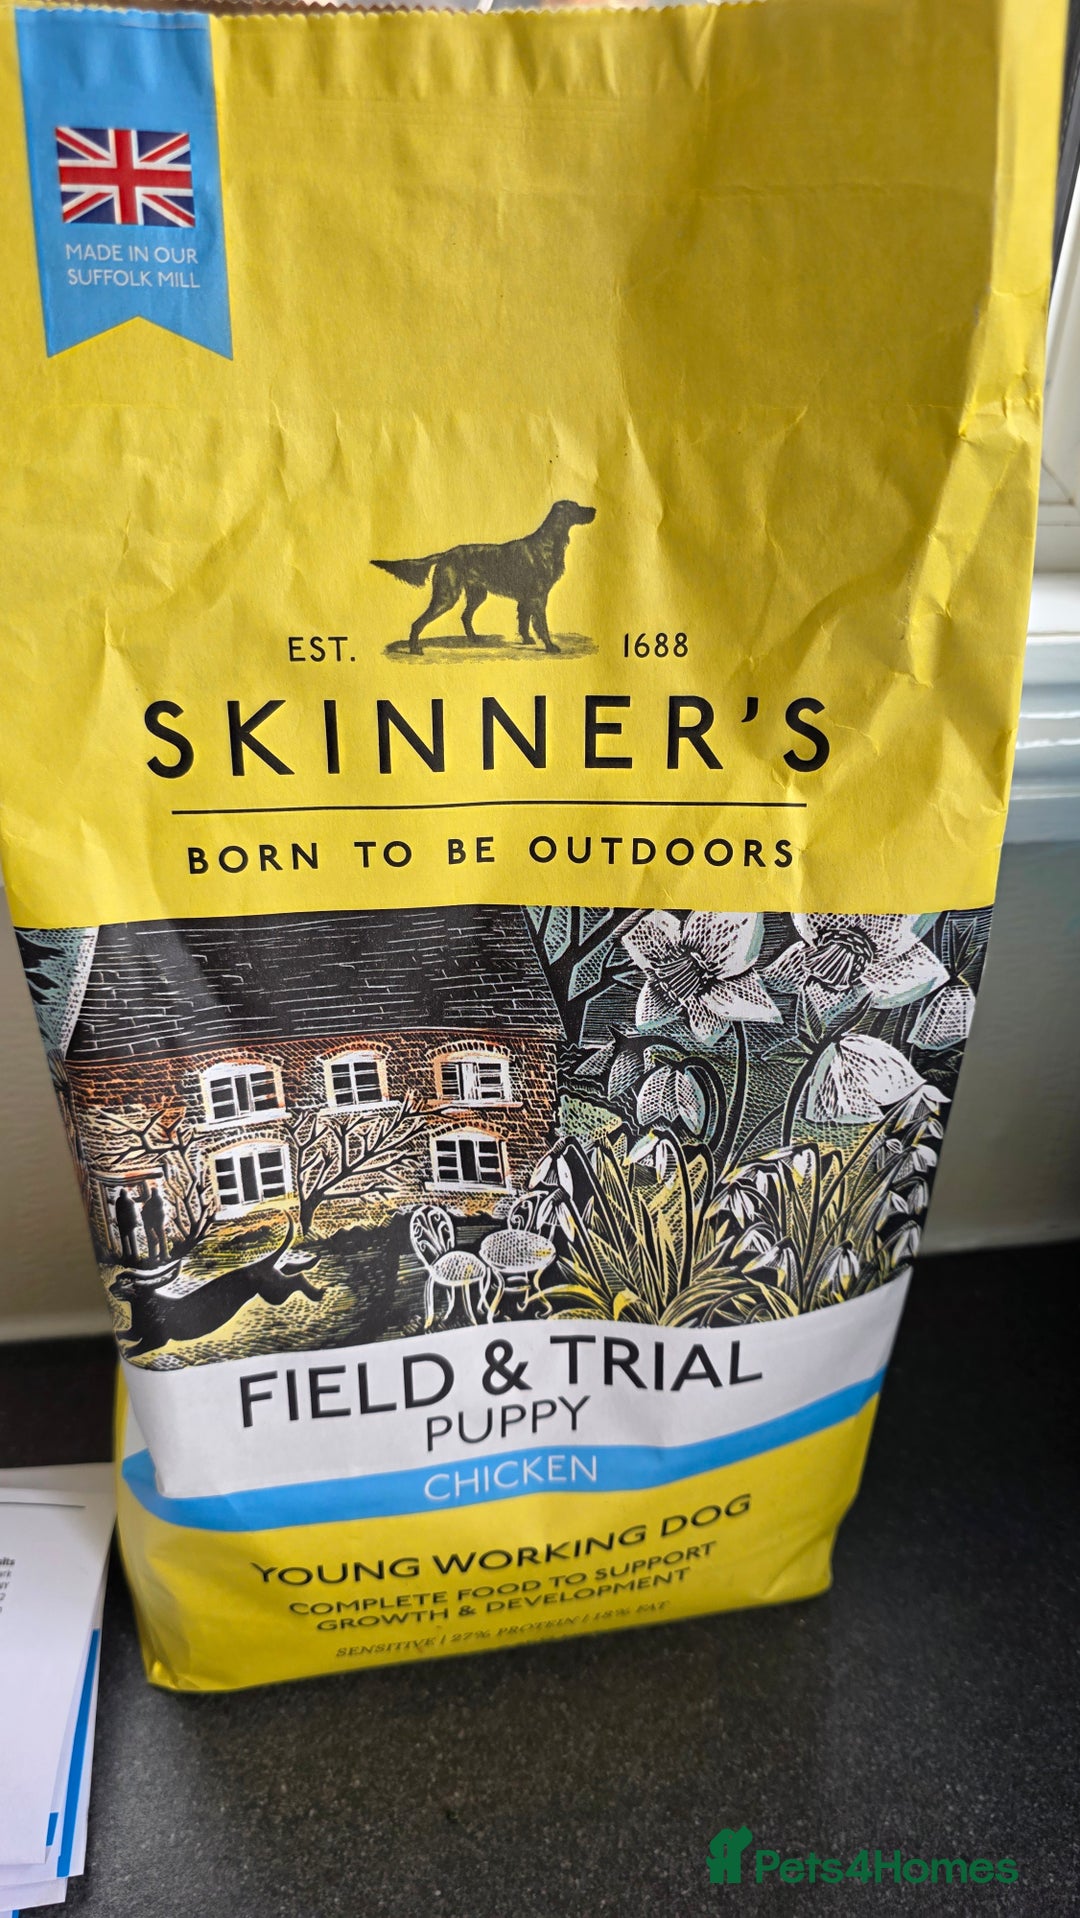 MADE IN OUR
SUFFOLK MILL
EST. 1688
SKINNER'S
BORN TO BE OUTDOORS
FIELD & TRIAL
PUPPY
CHICKEN
YOUNG WORKING DOG
COMPLETE FOOD TO SUPPORT
GROWTH & DEVELOPMENT
SENSITIVE | 27% PROTEIN | 18% FAT
Pets4Homes